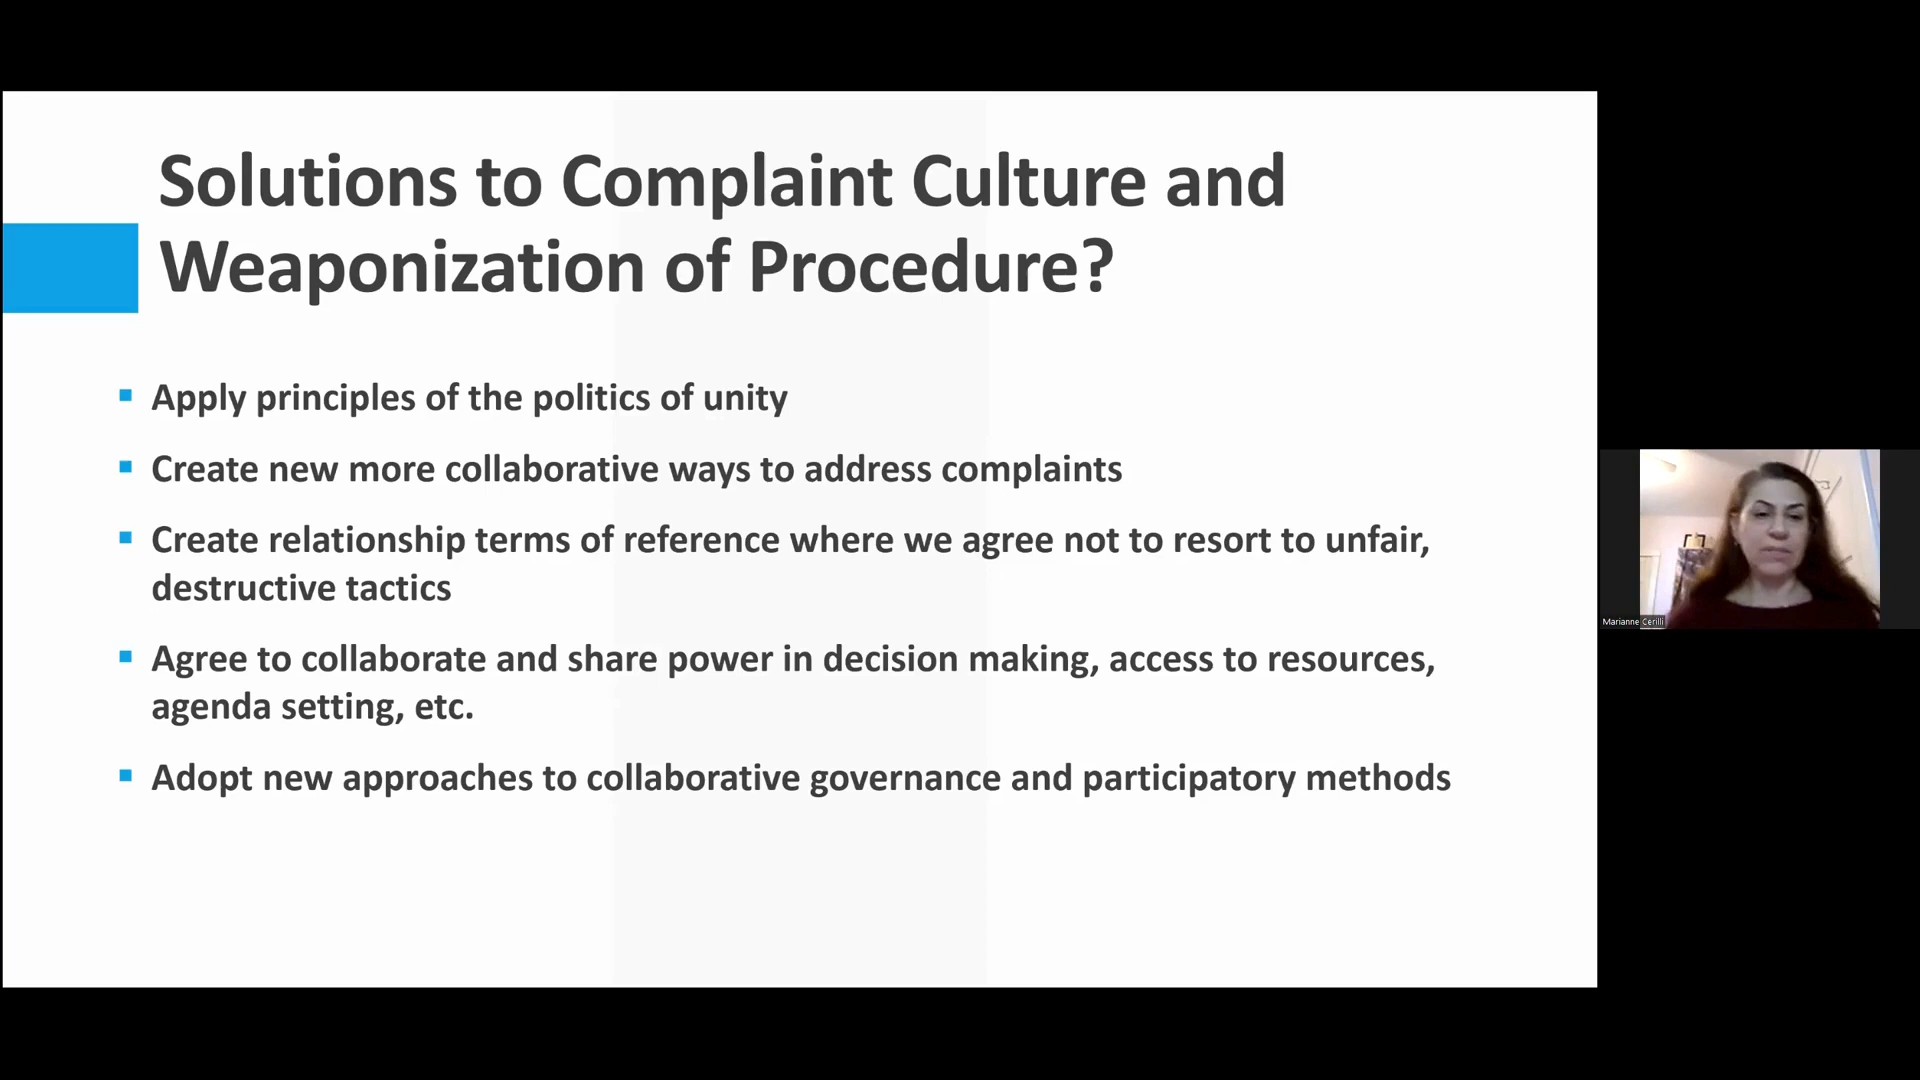 Solutions to Complaint Culture and
Weaponization of Procedure?
Apply principles of the politics of unity
Create new more collaborative ways to address complaints
Create relationship terms of reference where we agree not to resort to unfair,
destructive tactics
Agree to collaborate and share power in decision making, access to resources,
agenda setting, etc.
Adopt new approaches to collaborative governance and participatory methods
Marianne Cerilli